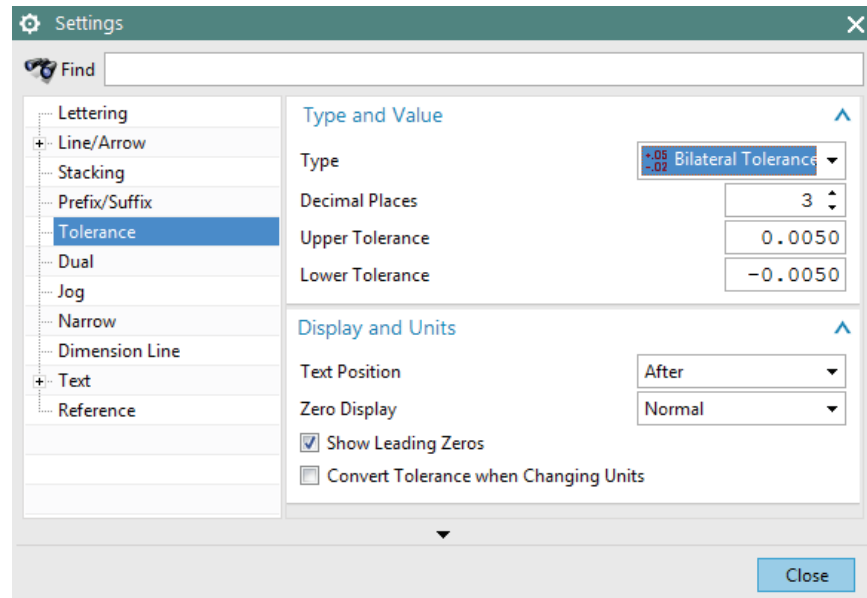 Settings
Find
Lettering
Line/Arrow
Stacking
Prefix/Suffix
Tolerance
Dual
Jog
Narrow
Dimension Line
Text
Reference
Type and Value
Type +.05 -.02 Bilateral Tolerance
Decimal Places 3
Upper Tolerance 0.0050
Lower Tolerance -0.0050
Display and Units
Text Position After
Zero Display Normal
Show Leading Zeros
Convert Tolerance when Changing Units
Close